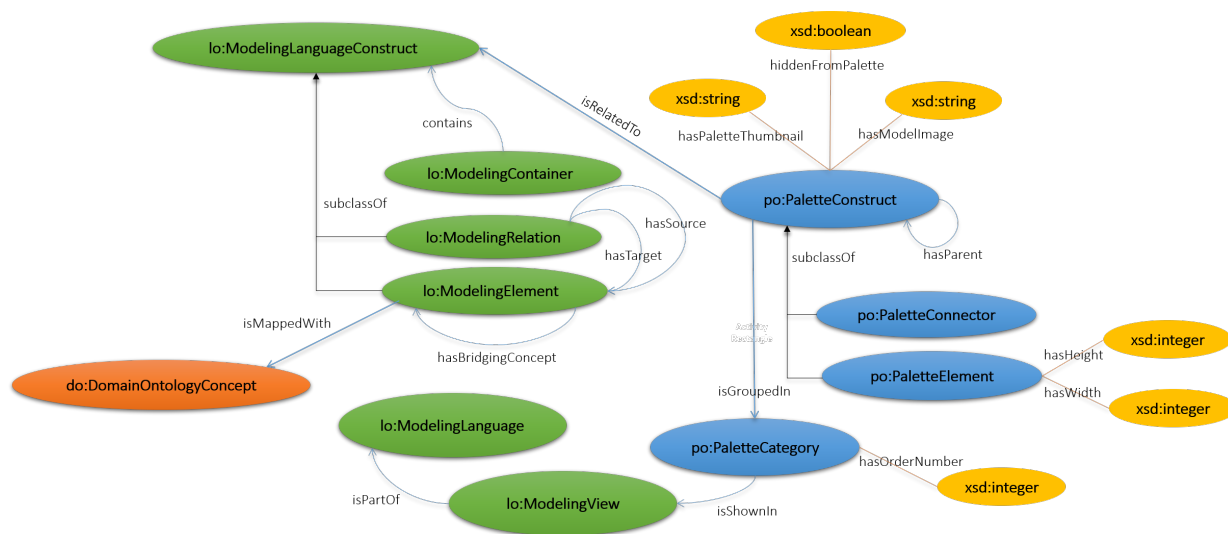 xsd:boolean
lo:ModelingLanguageConstruct
hiddenFromPalette
xsd:string
xsd:string
isRelatedTo
contains
hasPaletteThumbnail
hasModelImage
lo:ModelingContainer
po:PaletteConstruct
subclassOf
hasSource
lo:ModelingRelation
hasTarget
subclassOf
hasParent
lo:ModelingElement
po:PaletteConnector
isMappedWith
Activity
Rectangle
xsd:integer
hasBridgingConcept
hasHeight
po:PaletteElement
do:DomainOntologyConcept
isGroupedIn
hasWidth
xsd:integer
lo:ModelingLanguage
po:PaletteCategory
hasOrderNumber
xsd:integer
isPartOf
lo:ModelingView
isShownIn